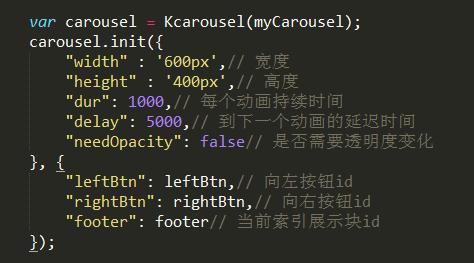 var carousel = Kcarousel(myCarousel);
carousel.init({
    "width" : '600px',// 宽度
    "height" : '400px',// 高度
    "dur": 1000,// 每个动画持续时间
    "delay": 5000,// 到下一个动画的延迟时间
    "needOpacity": false// 是否需要透明度变化
}, {
    "leftBtn": leftBtn,// 向左按钮id
    "rightBtn": rightBtn,// 向右按钮id
    "footer": footer// 当前索引展示块id
});